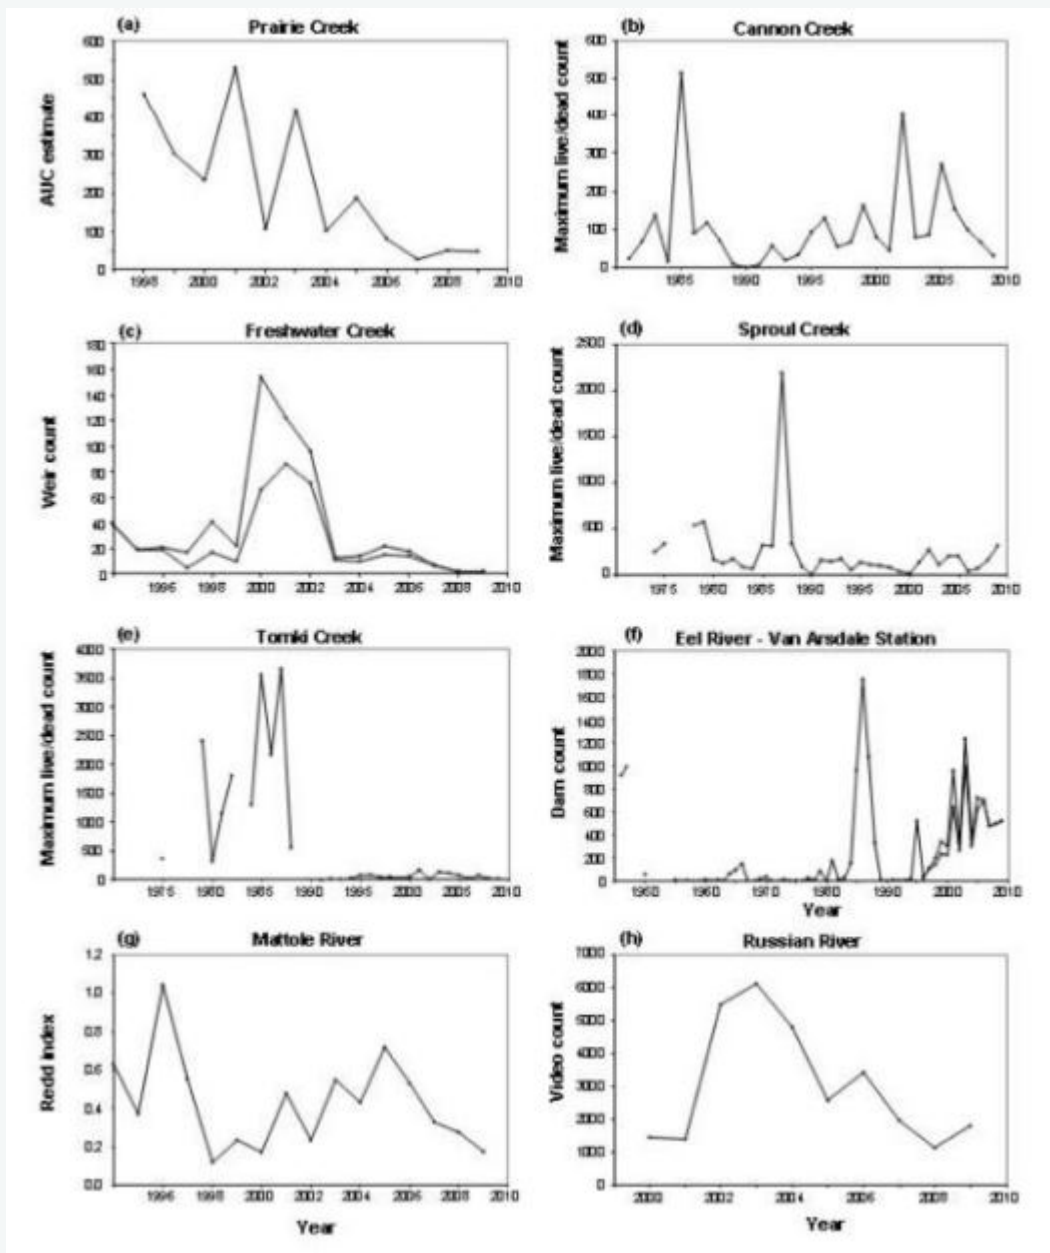 (a)
Prairie Creek
AUC estimate
600
500
400
300
200
100
0
1998 2000 2002 2004 2006 2008 2010
(b)
Cannon Creek
Maximum live/dead count
600
500
400
300
200
100
0
1985 1990 1995 2000 2005 2010
(c)
Freshwater Creek
Weir count
180
160
140
120
100
80
60
40
20
0
1996 1998 2000 2002 2004 2006 2008 2010
(d)
Sproul Creek
Maximum live/dead count
2500
2000
1500
1000
500
0
1975 1980 1985 1990 1995 2000 2005 2010
(e)
Tomki Creek
Maximum live/dead count
4000
3500
3000
2500
2000
1500
1000
500
0
1975 1980 1985 1990 1995 2000 2005 2010
(f)
Eel River - Van Arsdale Station
Dam count
2000
1800
1600
1400
1200
1000
800
600
400
200
0
1950 1960 1970 1980 1990 2000 2010
Year
(g)
Mattole River
Redd index
1.2
1.0
0.8
0.6
0.4
0.2
0.0
1996 1998 2000 2002 2004 2006 2008 2010
Year
(h)
Russian River
Video count
7000
6000
5000
4000
3000
2000
1000
0
2000 2002 2004 2006 2008 2010
Year